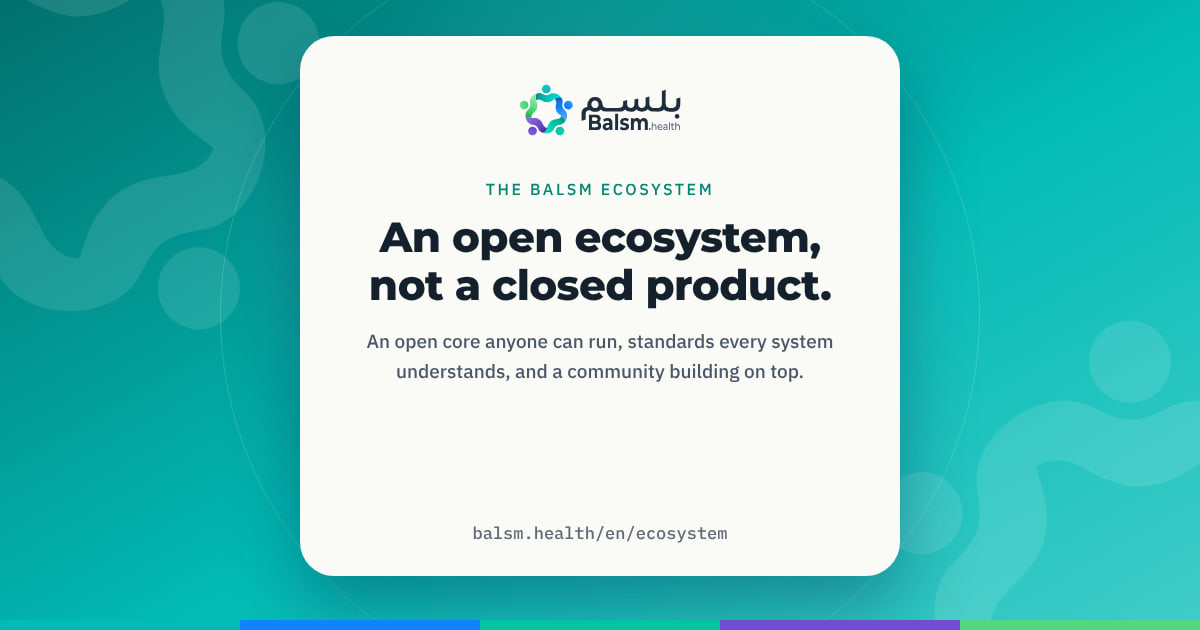 بلسم
Balsm.health
THE BALSM ECOSYSTEM
An open ecosystem,
not a closed product.
An open core anyone can run, standards every system
understands, and a community building on top.
balsm.health/en/ecosystem